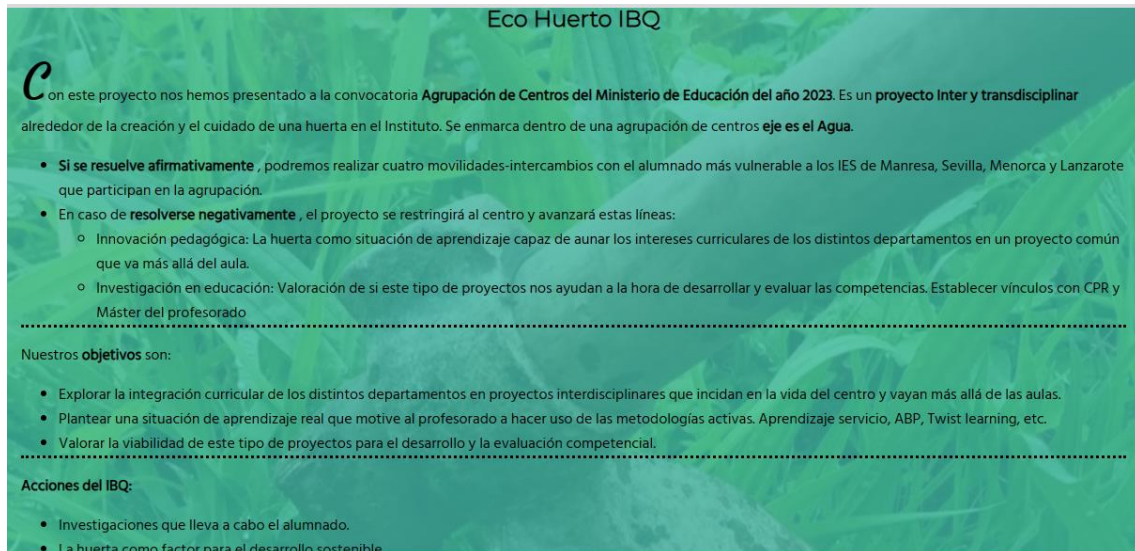 Eco Huerto IBQ
Con este proyecto nos hemos presentado a la convocatoria Agrupación de Centros del Ministerio de Educación del año 2023. Es un proyecto Inter y transdisciplinar
alrededor de la creación y el cuidado de una huerta en el Instituto. Se enmarca dentro de una agrupación de centros eje es el Agua.
• Si se resuelve afirmativamente , podremos realizar cuatro movilidades-intercambios con el alumnado más vulnerable a los IES de Manresa, Sevilla, Menorca y Lanzarote
que participan en la agrupación.
• En caso de resolverse negativamente , el proyecto se restringirá al centro y avanzará estas líneas:
◦ Innovación pedagógica: La huerta como situación de aprendizaje capaz de aunar los intereses curriculares de los distintos departamentos en un proyecto común
que va más allá del aula.
◦ Investigación en educación: Valoración de si este tipo de proyectos nos ayudan a la hora de desarrollar y evaluar las competencias. Establecer vínculos con CPR y
Máster del profesorado
Nuestros objetivos son:
• Explorar la integración curricular de los distintos departamentos en proyectos interdisciplinares que incidan en la vida del centro y vayan más allá de las aulas.
• Plantear una situación de aprendizaje real que motive al profesorado a hacer uso de las metodologías activas. Aprendizaje servicio, ABP, Twist learning, etc.
• Valorar la viabilidad de este tipo de proyectos para el desarrollo y la evaluación competencial.
Acciones del IBQ:
• Investigaciones que lleva a cabo el alumnado.
• La huerta como factor para el desarrollo sostenible